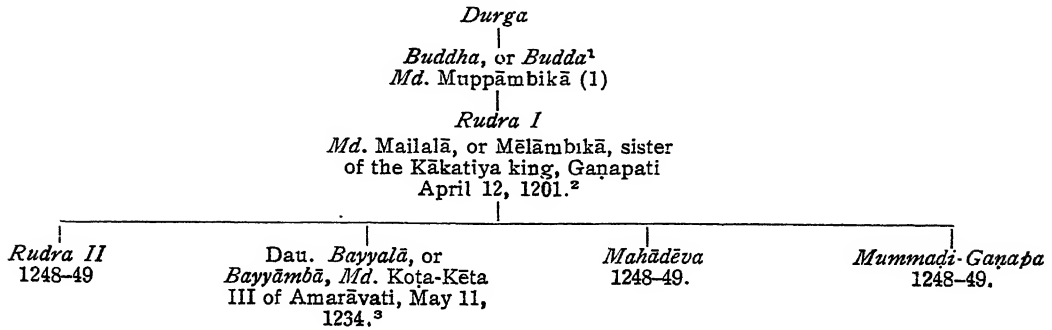 Durga
Buddha, or Budda¹
Md. Muppāmbikā (1)
Rudra I
Md. Mailalā, or Mēlāmbikā, sister
of the Kākatiya king, Gaṇapati
April 12, 1201.²
Rudra II
1248–49
Dau. Bayyalā, or
Bayyāmbā, Md. Koṭa-Kēta
III of Amarāvati, May 11,
1234.³
Mahādēva
1248–49.
Mummaḍi-Gaṇapa
1248–49.